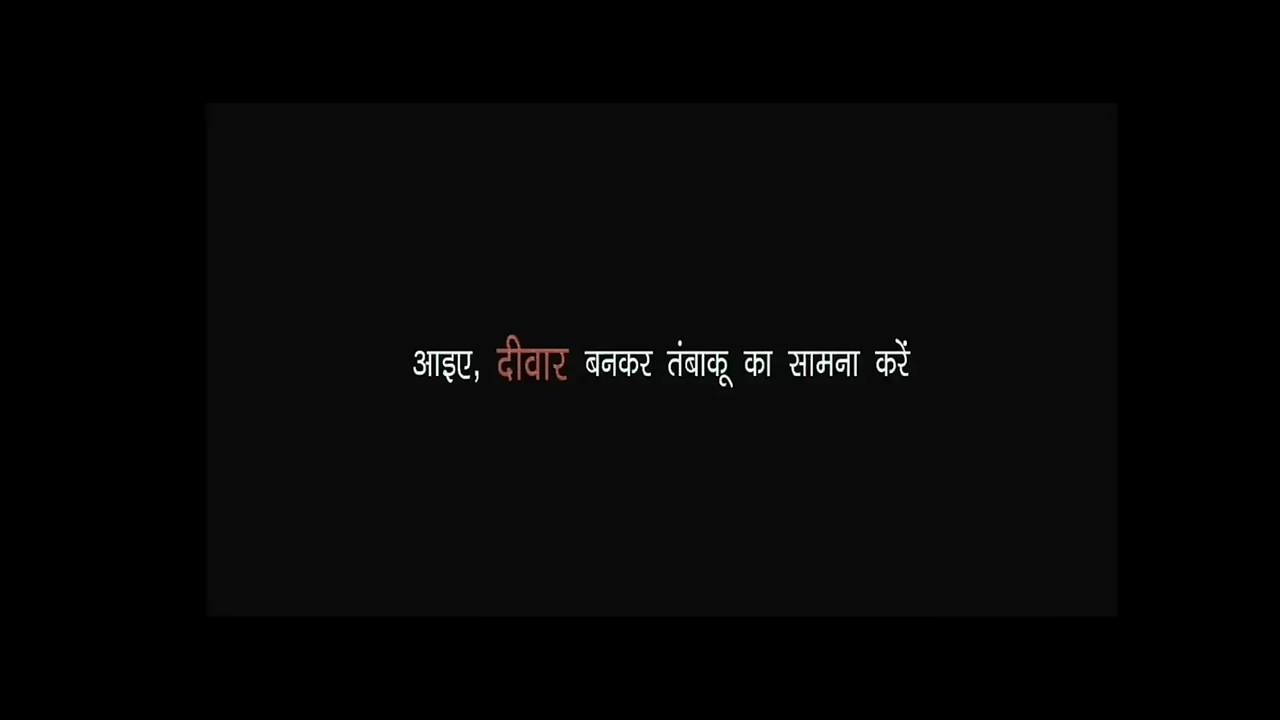 आइए, दीवार बनकर तंबाकू का सामना करें